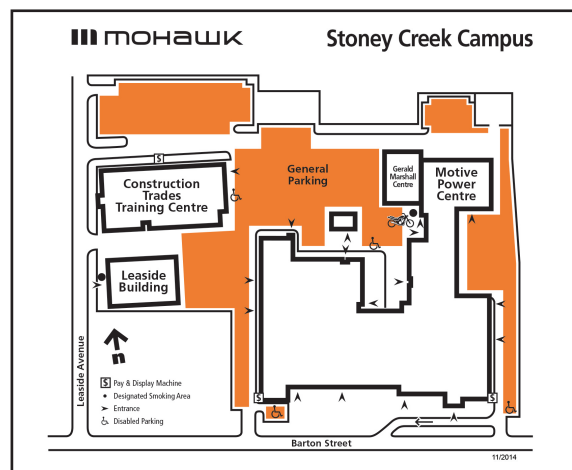 mohawk
Stoney Creek Campus
$
Construction
Trades
Training Centre
General
Parking
Gerald
Marshall
Centre
Motive
Power
Centre
Leaside
Building
Leaside Avenue
n
$ Pay & Display Machine
Designated Smoking Area
Entrance
Disabled Parking
$
$
Barton Street
11/2014